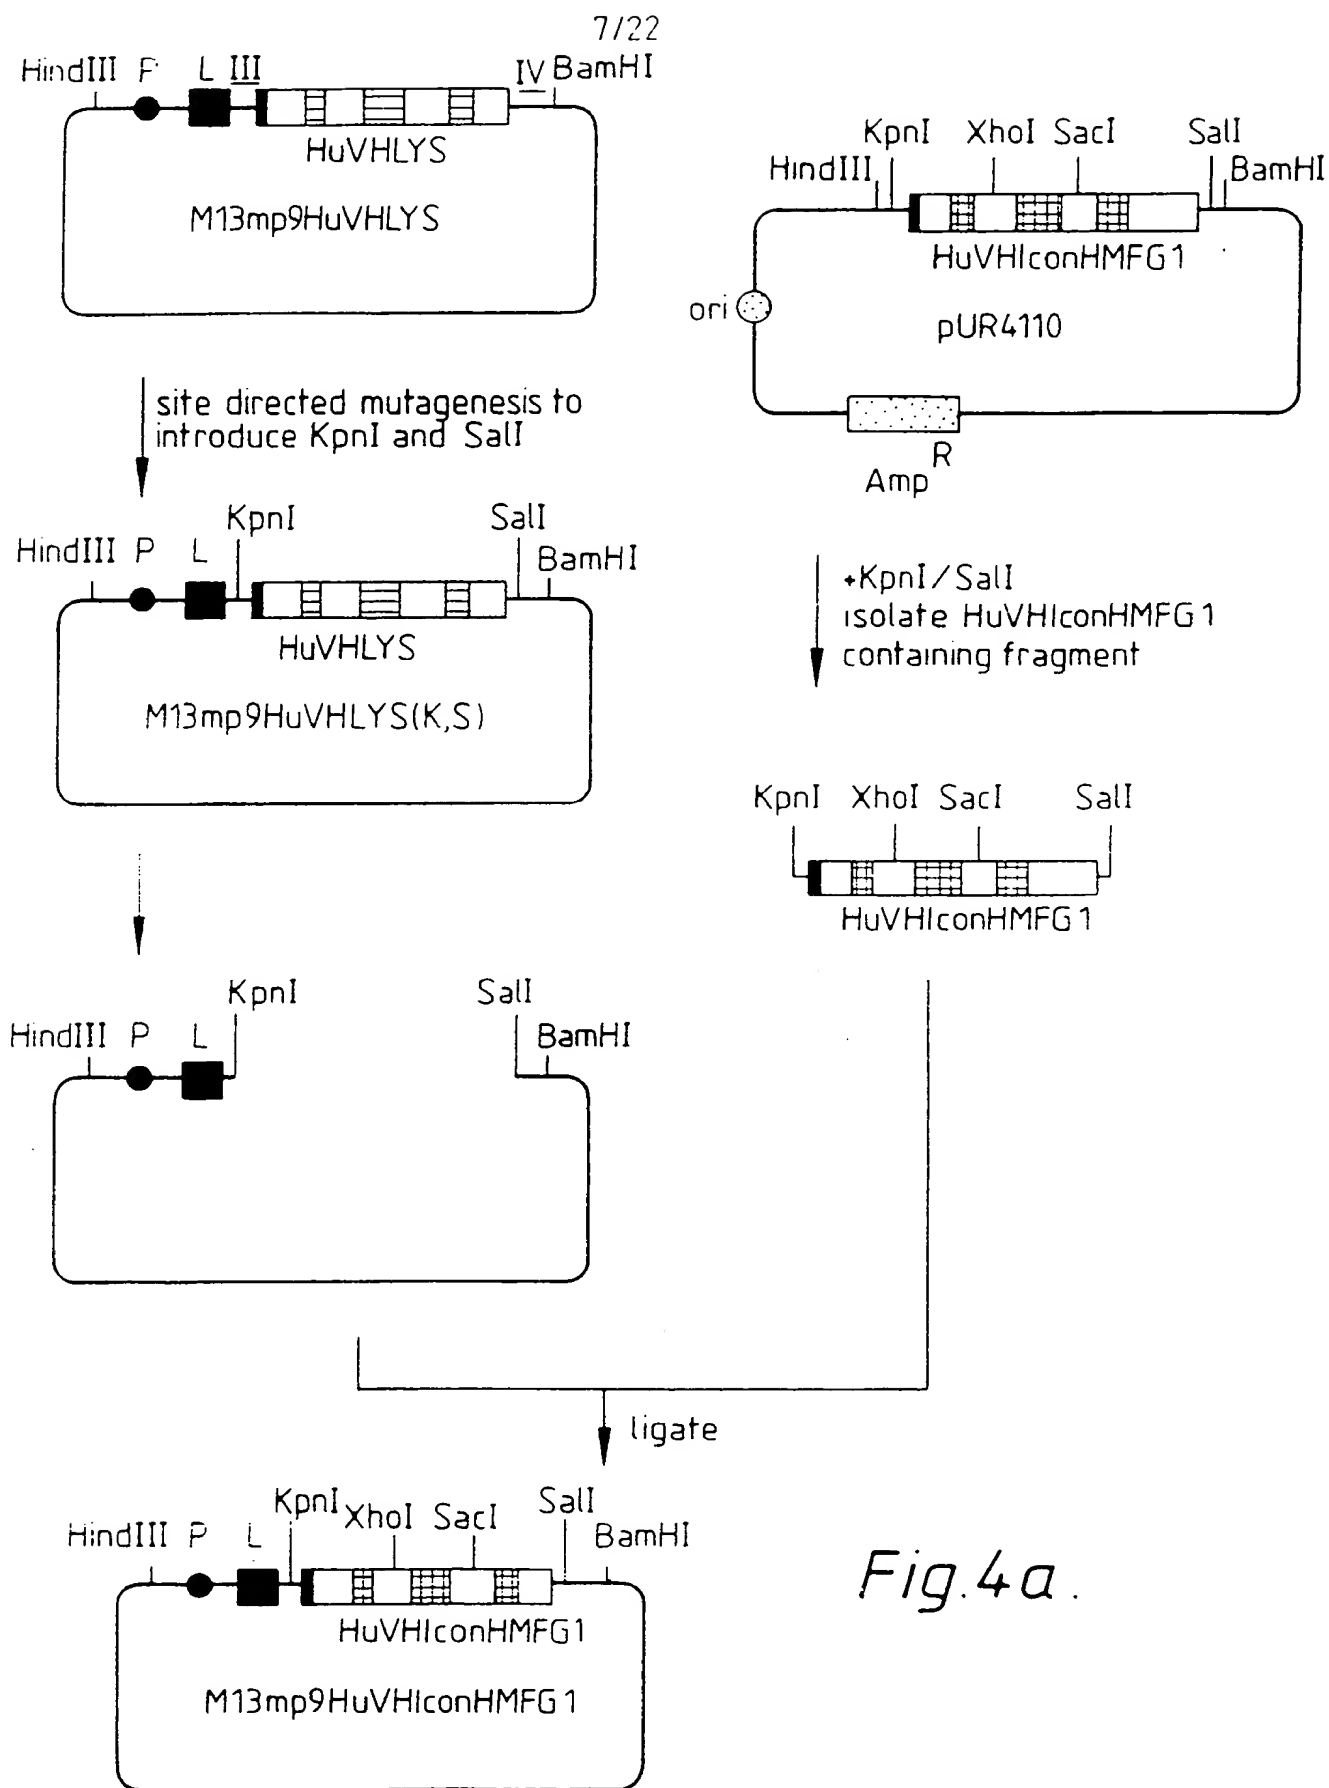 7/22
HindIII P L III IV BamHI
HuVHLYS
M13mp9HuVHLYS
site directed mutagenesis to
introduce KpnI and SalI
KpnI SalI
HindIII P L BamHI
HuVHLYS
M13mp9HuVHLYS(K,S)
KpnI SalI
HindIII P L BamHI
KpnI XhoI SacI SalI
HindIII BamHI
HuVHIconHMFG1
ori
pUR4110
Amp R
+KpnI/SalI
isolate HuVHIconHMFG1
containing fragment
KpnI XhoI SacI SalI
HuVHIconHMFG1
ligate
KpnI XhoI SacI SalI
HindIII P L BamHI
HuVHIconHMFG1
M13mp9HuVHIconHMFG1
Fig.4a.